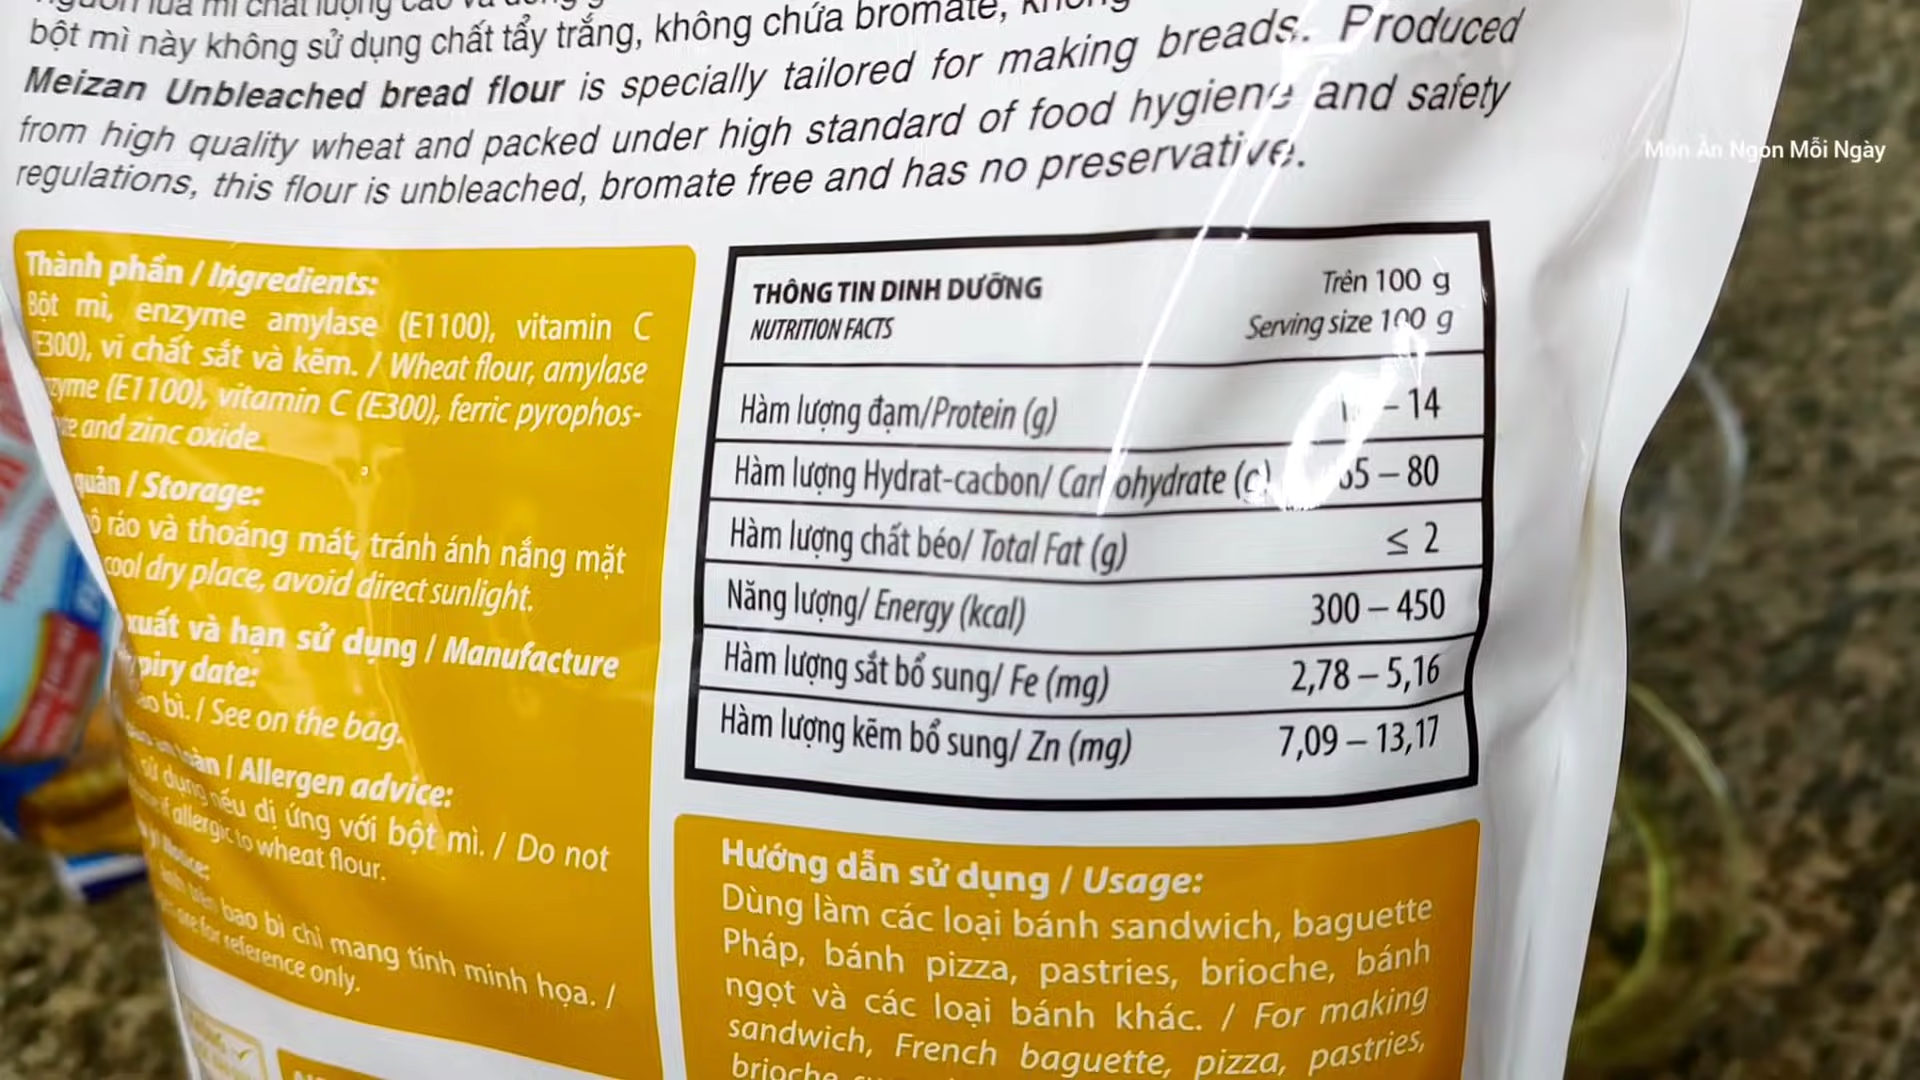 bột mì này không sử dụng chất tẩy trắng, không chứa bromate,
Meizan Unbleached bread flour is specially tailored for making breads. Produced
from high quality wheat and packed under high standard of food hygiene and safety
regulations, this flour is unbleached, bromate free and has no preservative.
Món Ăn Ngon Mỗi Ngày
Thành phần / Ingredients:
Bột mì, enzyme amylase (E1100), vitamin C
(E300), vi chất sắt và kẽm. / Wheat flour, amylase
(E1100), vitamin C (E300), ferric pyrophos-
and zinc oxide.
quản / Storage:
ráo và thoáng mát, tránh ánh nắng mặt
cool dry place, avoid direct sunlight.
xuất và hạn sử dụng / Manufacture
date:
bì. / See on the bag.
/ Allergen advice:
sử dụng nếu dị ứng với bột mì. / Do not
if allergic to wheat flour.
bao bì chỉ mang tính minh họa. /
are for reference only.
THÔNG TIN DINH DƯỠNG
NUTRITION FACTS
Trên 100 g
Serving size 100 g
Hàm lượng đạm/Protein (g) – 14
Hàm lượng Hydrat-cacbon/ Carbohydrate (g) – 80
Hàm lượng chất béo/ Total Fat (g) ≤ 2
Năng lượng/ Energy (kcal) 300 – 450
Hàm lượng sắt bổ sung/ Fe (mg) 2,78 – 5,16
Hàm lượng kẽm bổ sung/ Zn (mg) 7,09 – 13,17
Hướng dẫn sử dụng / Usage:
Dùng làm các loại bánh sandwich, baguette
Pháp, bánh pizza, pastries, brioche, bánh
ngọt và các loại bánh khác. / For making
sandwich, French baguette, pizza, pastries,
brioche